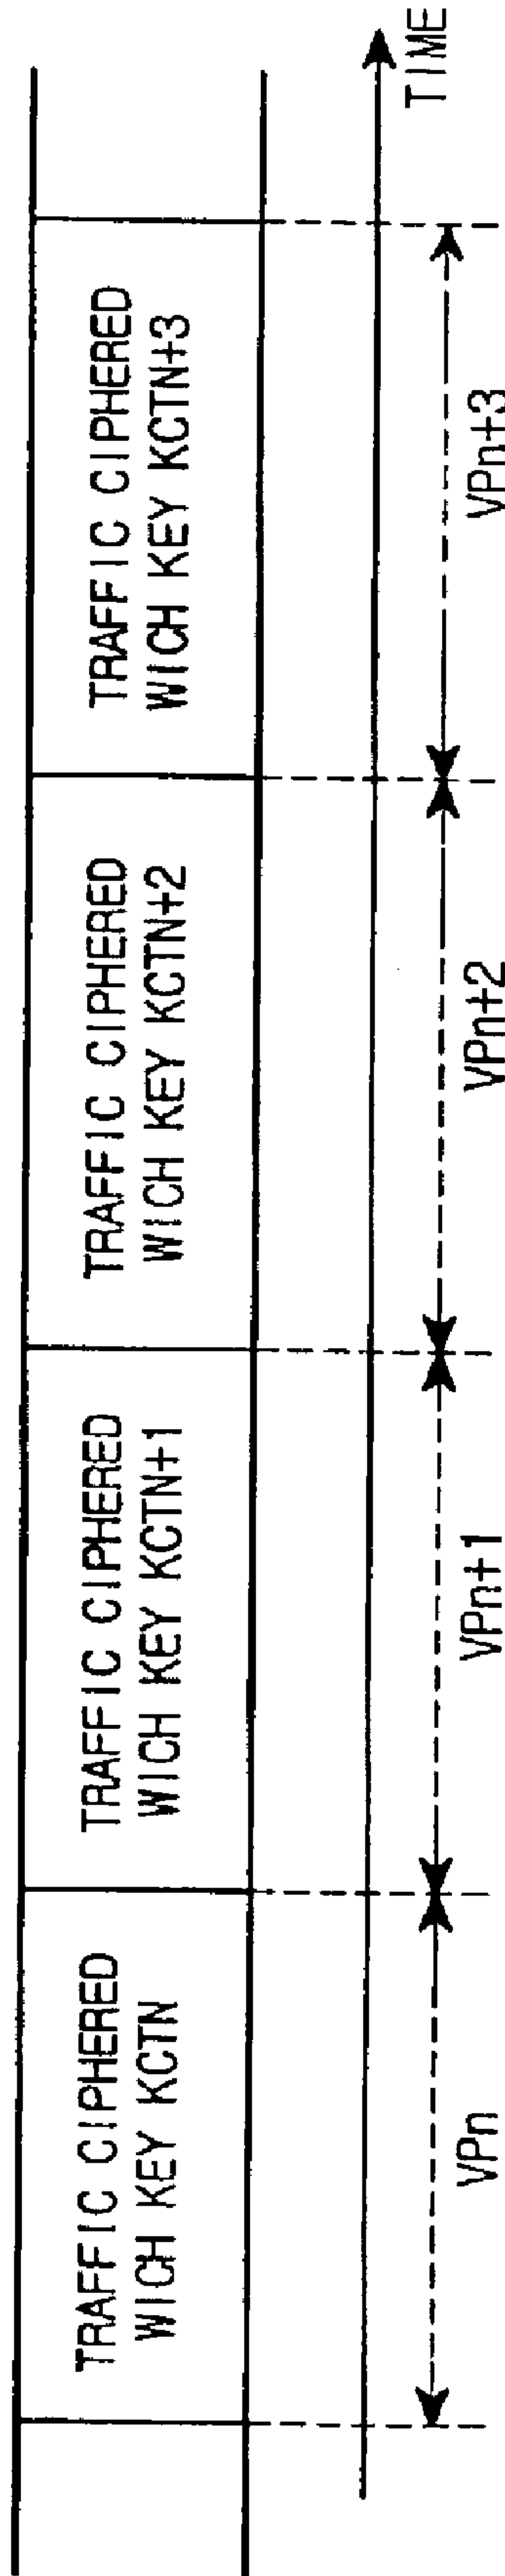 TRAFFIC CIPHERED
WICH KEY KCTN
TRAFFIC CIPHERED
WICH KEY KCTN+1
TRAFFIC CIPHERED
WICH KEY KCTN+2
TRAFFIC CIPHERED
WICH KEY KCTN+3
TIME
VPn
VPn+1
VPn+2
VPn+3